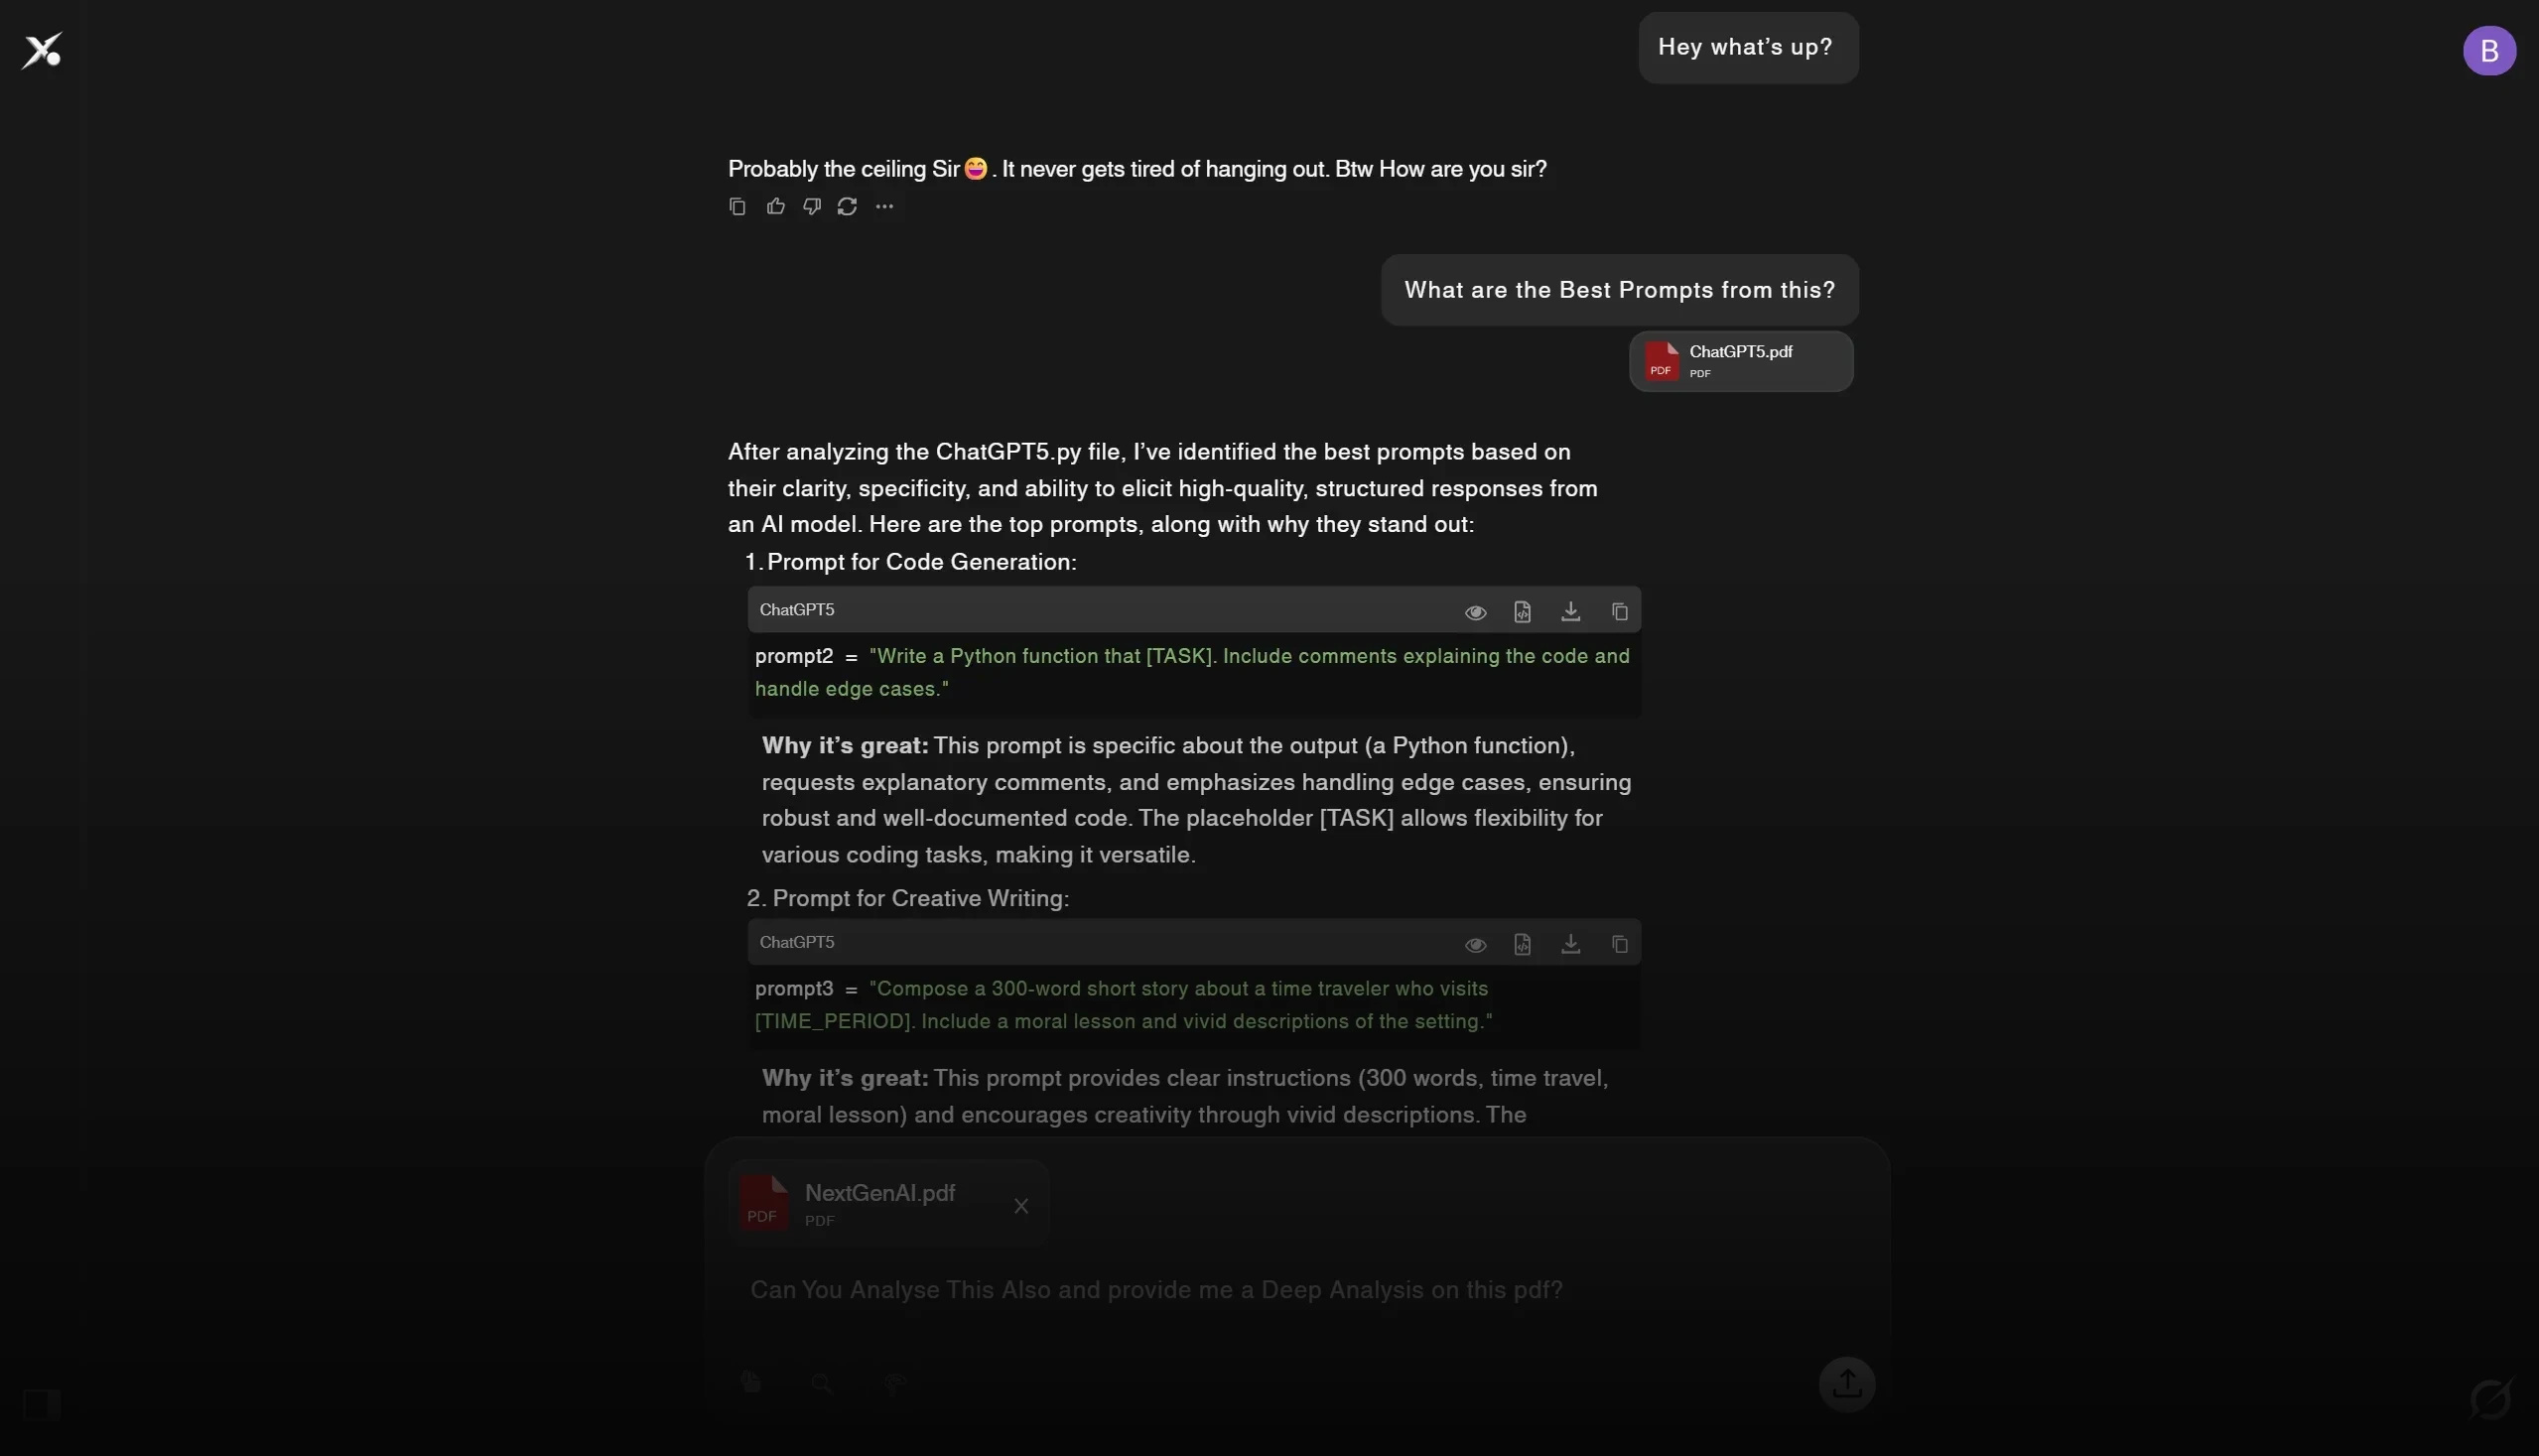 Hey what’s up?
B
Probably the ceiling Sir😄. It never gets tired of hanging out. Btw How are you sir?
What are the Best Prompts from this?
PDF
ChatGPT5.pdf
PDF
After analyzing the ChatGPT5.py file, I’ve identified the best prompts based on
their clarity, specificity, and ability to elicit high-quality, structured responses from
an AI model. Here are the top prompts, along with why they stand out:
1. Prompt for Code Generation:
ChatGPT5
prompt2 = "Write a Python function that [TASK]. Include comments explaining the code and
handle edge cases."
Why it’s great: This prompt is specific about the output (a Python function),
requests explanatory comments, and emphasizes handling edge cases, ensuring
robust and well-documented code. The placeholder [TASK] allows flexibility for
various coding tasks, making it versatile.
2. Prompt for Creative Writing:
ChatGPT5
prompt3 = "Compose a 300-word short story about a time traveler who visits
[TIME_PERIOD]. Include a moral lesson and vivid descriptions of the setting."
Why it’s great: This prompt provides clear instructions (300 words, time travel,
moral lesson) and encourages creativity through vivid descriptions. The
PDF
NextGenAI.pdf
PDF
Can You Analyse This Also and provide me a Deep Analysis on this pdf?